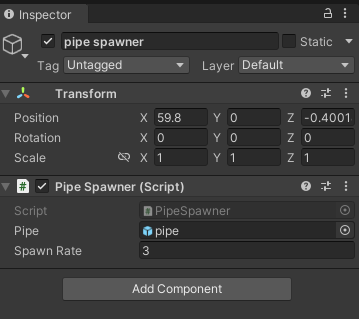 Inspector
pipe spawner Static
Tag Untagged Layer Default
Transform
Position X 59.8 Y 0 Z -0.4001
Rotation X 0 Y 0 Z 0
Scale X 1 Y 1 Z 1
# Pipe Spawner (Script)
Script # PipeSpawner
Pipe pipe
Spawn Rate 3
Add Component